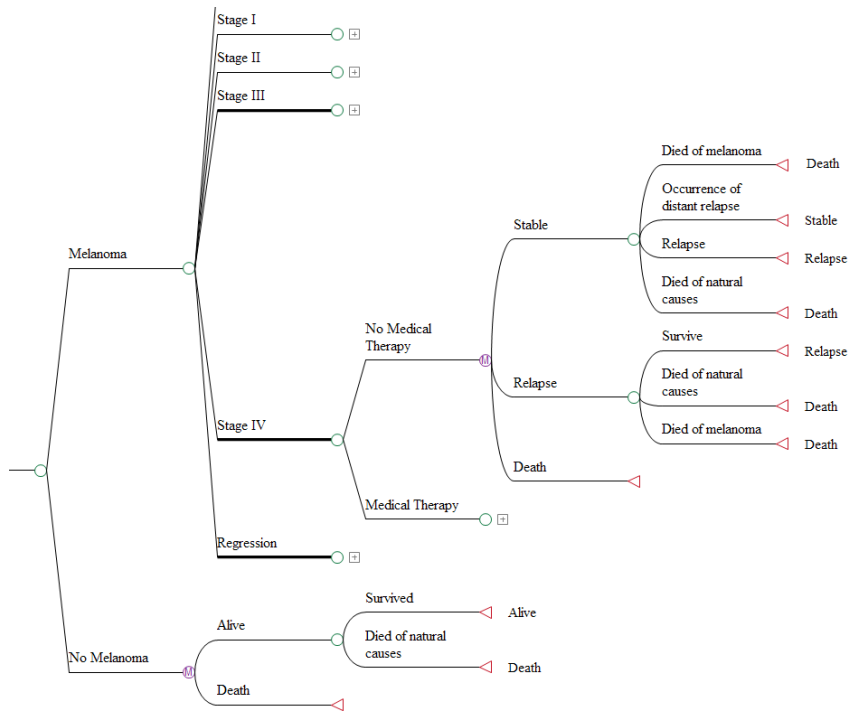 Stage I
Stage II
Stage III
Died of melanoma
Death
Occurrence of
distant relapse
Stable
Stable
Relapse
Relapse
Melanoma
Died of natural
causes
Death
No Medical
Therapy
M
Survive
Relapse
Relapse
Died of natural
causes
Death
Stage IV
Died of melanoma
Death
Death
Medical Therapy
Regression
Survived
Alive
Alive
Died of natural
causes
Death
No Melanoma
M
Death